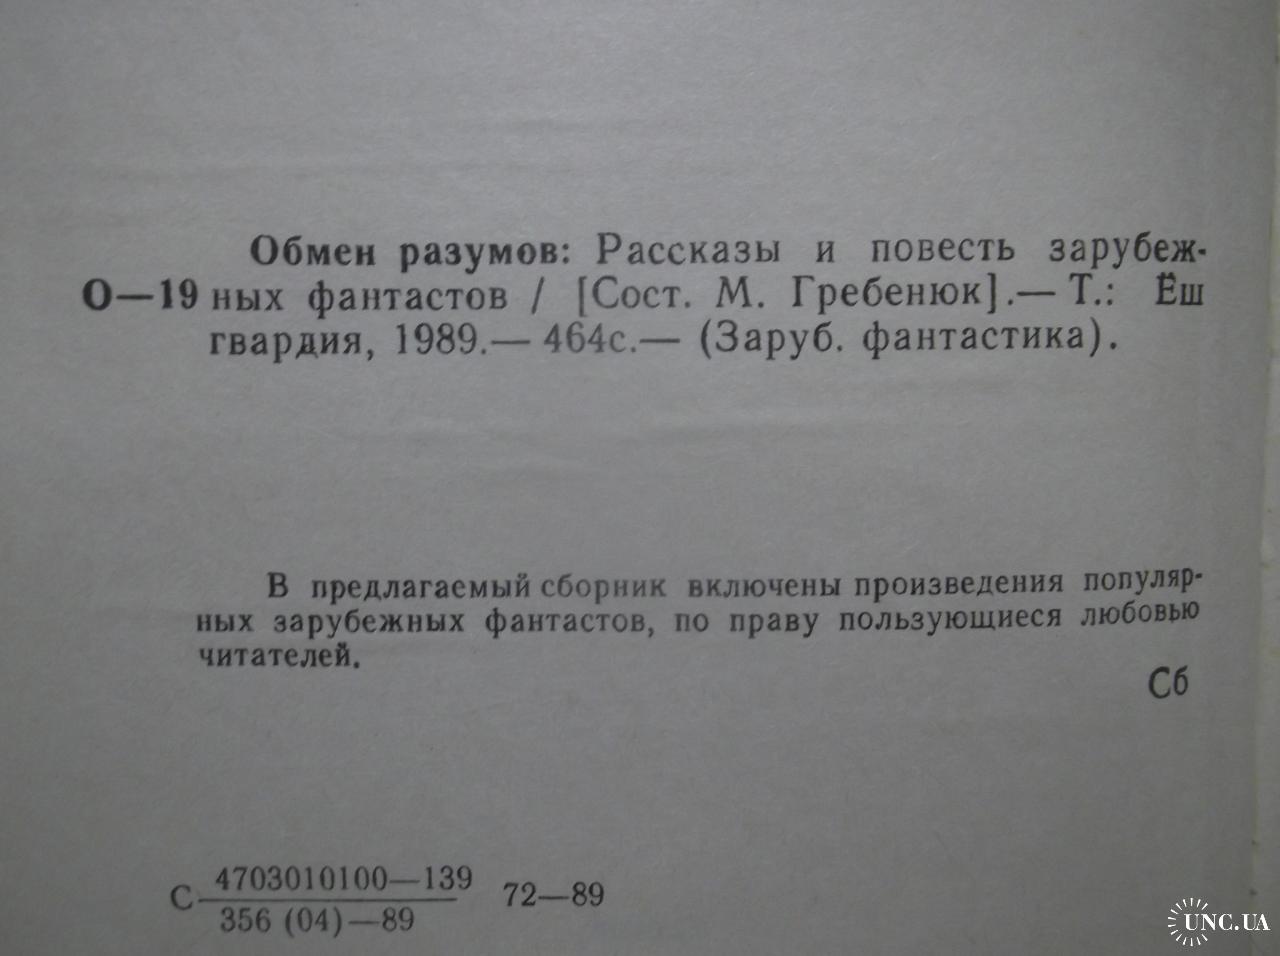 Обмен разумов: Рассказы и повесть зарубеж-
О—19 ных фантастов / [Сост. М. Гребенюк].— Т.: Ёш
гвардия, 1989.— 464с.— (Заруб. фантастика).
В предлагаемый сборник включены произведения популяр-
ных зарубежных фантастов, по праву пользующиеся любовью
читателей.
Сб
С 4703010100—139 72—89
356 (04)—89
UNC.UA